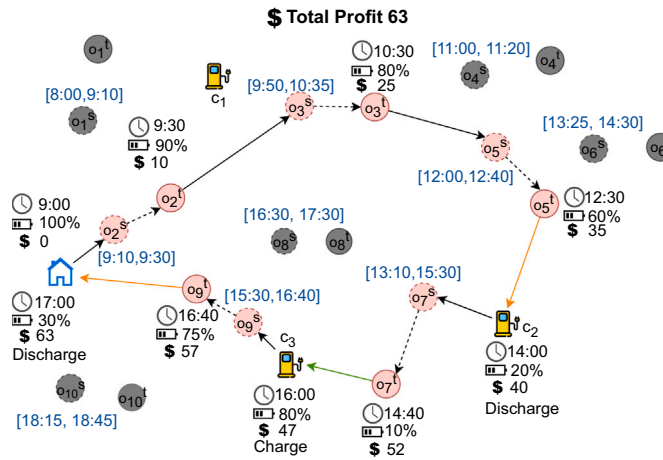 $ Total Profit 63
o1t
[8:00,9:10]
o1s
c1
[9:50,10:35]
o3s
10:30
80%
$ 25
o3t
[11:00, 11:20]
o4s
o4t
[13:25, 14:30]
o6s
o6
9:30
90%
$ 10
o2t
o5s
[12:00,12:40]
9:00
100%
$ 0
o2s
[9:10,9:30]
o5t
12:30
60%
$ 35
[16:30, 17:30]
o8s
o8t
17:00
30%
$ 63
Discharge
o9t
16:40
75%
$ 57
[15:30,16:40]
o9s
[13:10,15:30]
o7s
c2
14:00
20%
$ 40
Discharge
c3
16:00
80%
$ 47
Charge
o7t
14:40
10%
$ 52
o10s
o10t
[18:15, 18:45]